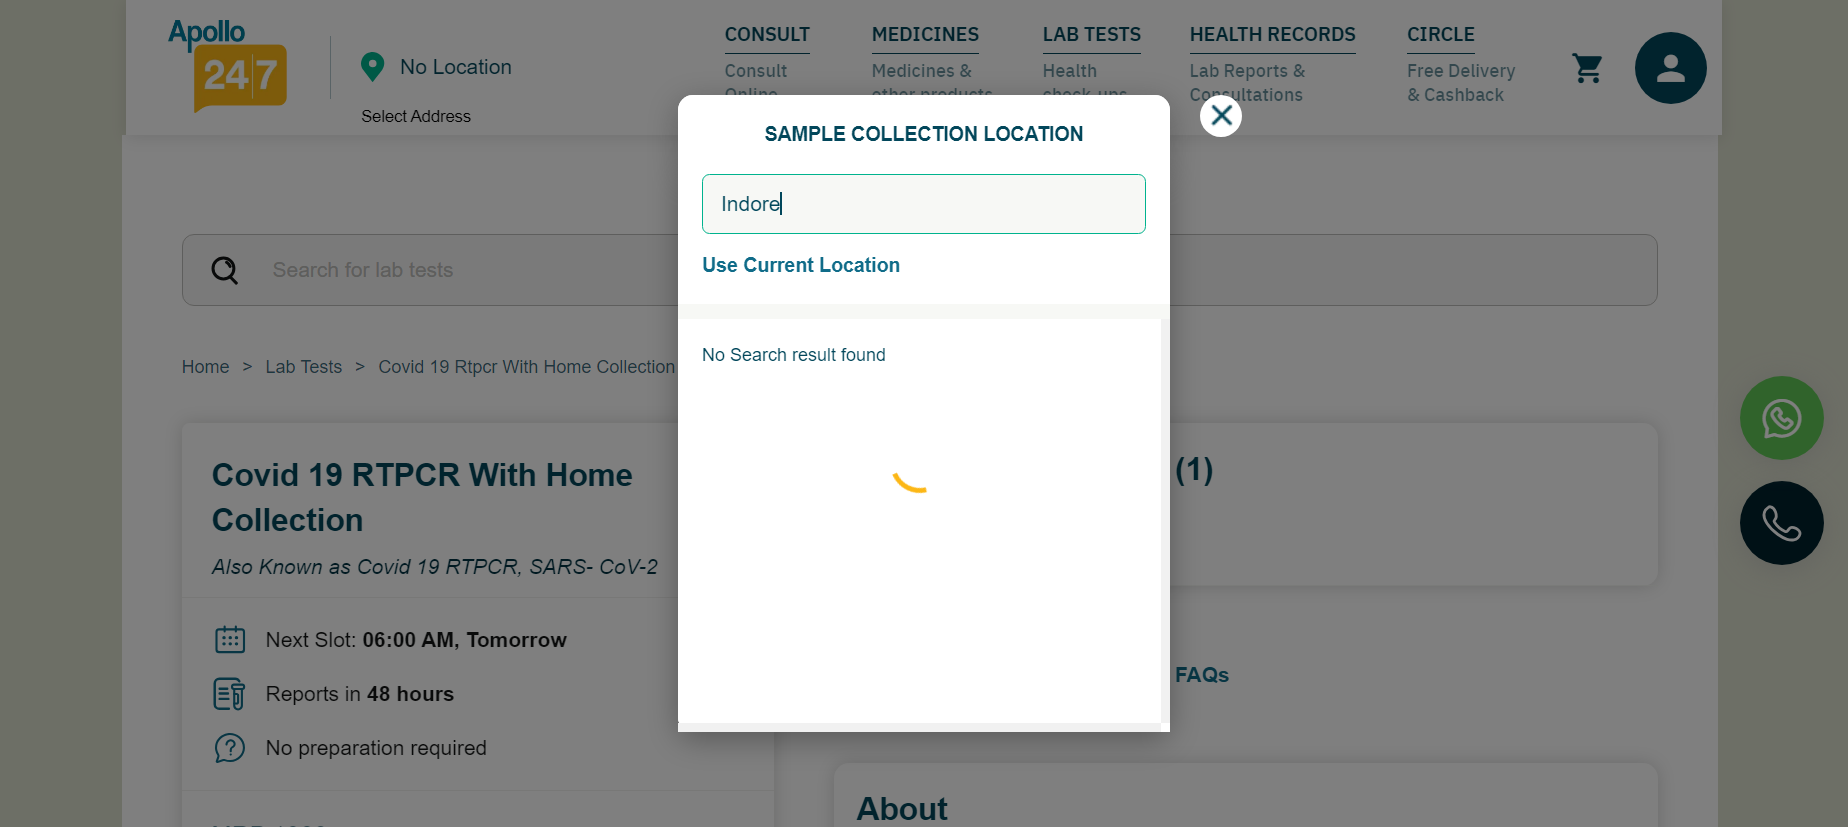 Apollo
24|7
No Location
Select Address
CONSULT
Consult
Online
MEDICINES
Medicines &
other products
LAB TESTS
Health
check-ups
HEALTH RECORDS
Lab Reports &
Consultations
CIRCLE
Free Delivery
& Cashback
SAMPLE COLLECTION LOCATION
Indore
Use Current Location
No Search result found
Search for lab tests
Home > Lab Tests > Covid 19 Rtpcr With Home Collection
Covid 19 RTPCR With Home
Collection
Also Known as Covid 19 RTPCR, SARS- CoV-2
Next Slot: 06:00 AM, Tomorrow
Reports in 48 hours
No preparation required
(1)
FAQs
About